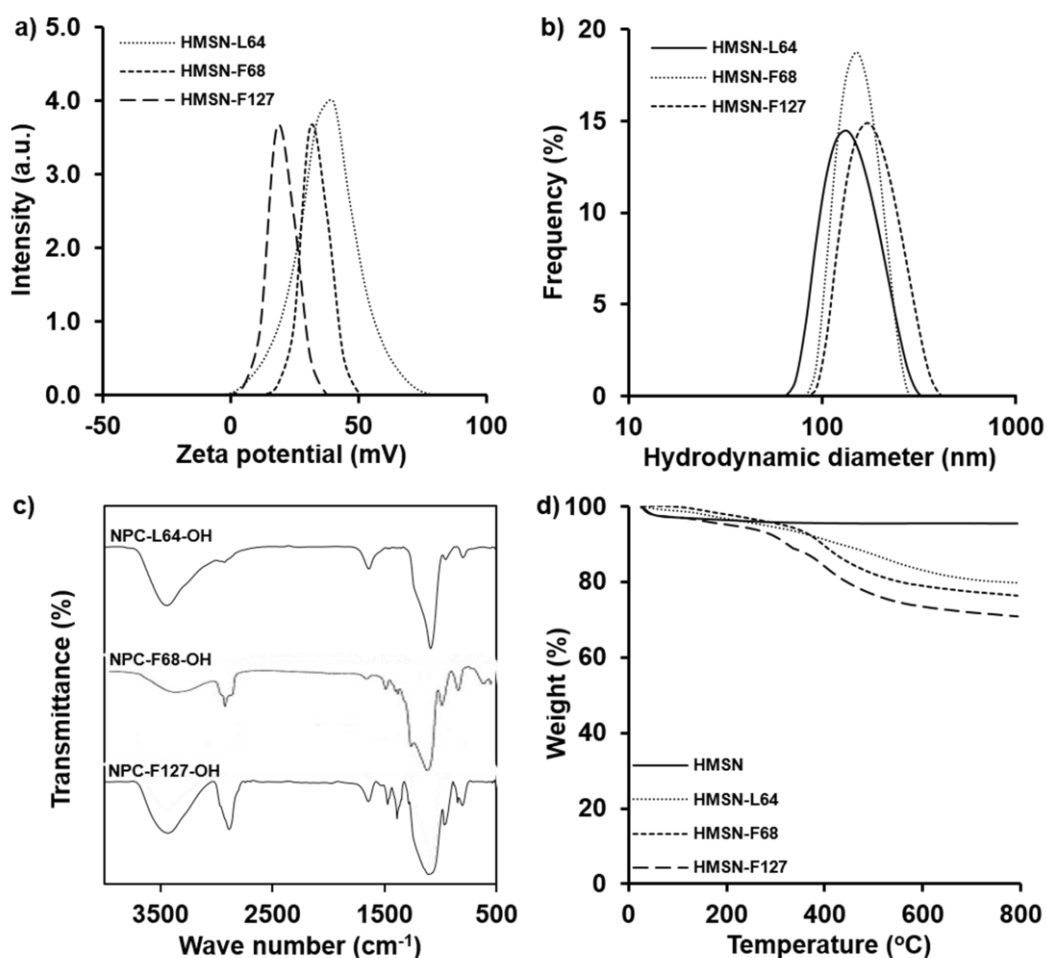 a)
5.0
4.0
3.0
2.0
1.0
0.0
Intensity (a.u.)
HMSN-L64
HMSN-F68
HMSN-F127
-50
0
50
100
Zeta potential (mV)
b)
20
15
10
5
0
Frequency (%)
HMSN-L64
HMSN-F68
HMSN-F127
10
100
1000
Hydrodynamic diameter (nm)
c)
Transmittance (%)
NPC-L64-OH
NPC-F68-OH
NPC-F127-OH
3500
2500
1500
500
Wave number (cm⁻¹)
d)
100
80
60
40
20
0
Weight (%)
HMSN
HMSN-L64
HMSN-F68
HMSN-F127
0
200
400
600
800
Temperature (°C)